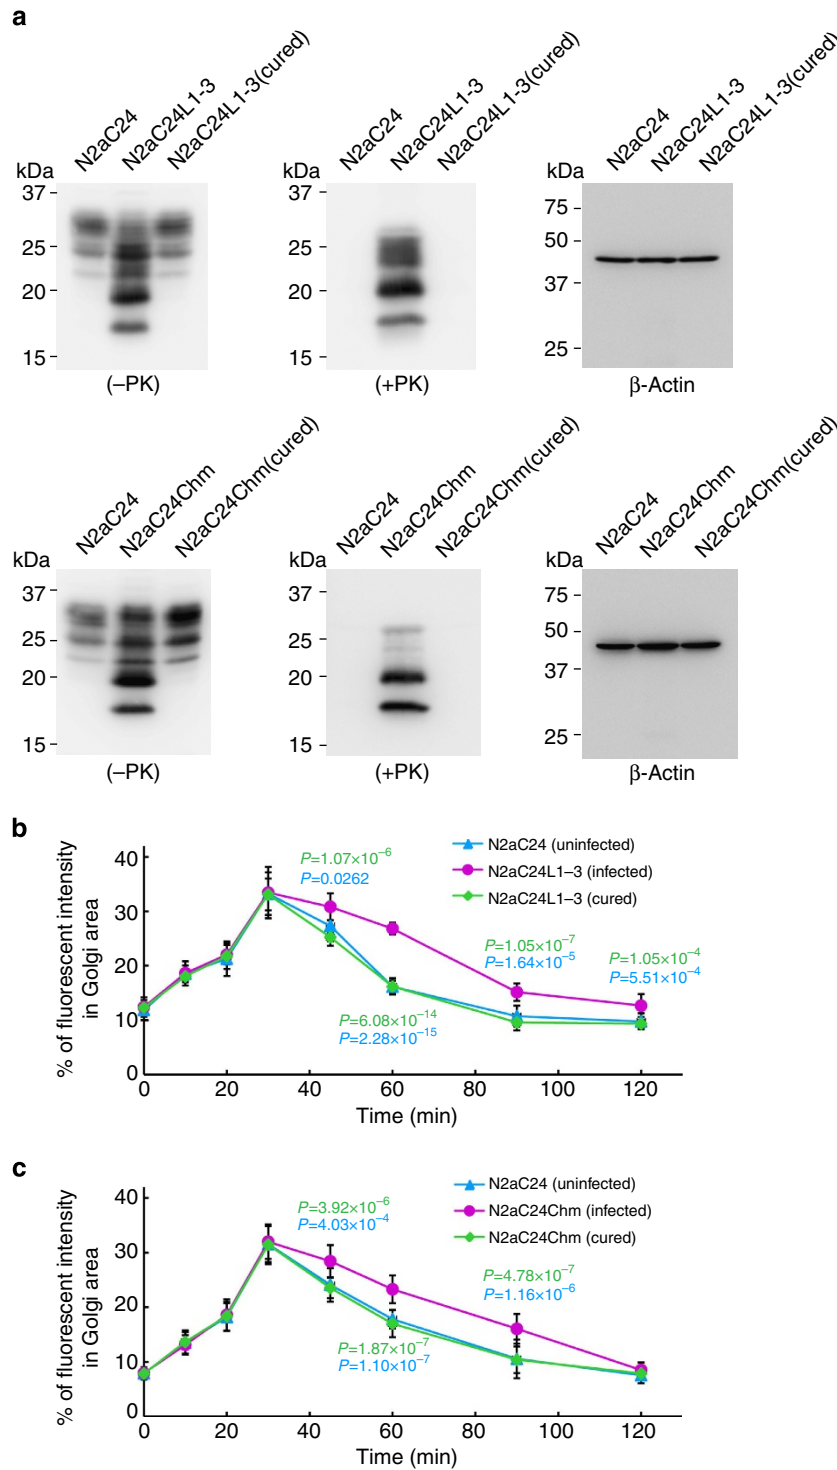 a
N2aC24
N2aC24L1-3
N2aC24L1-3(cured)
kDa
37
25
20
15
(–PK)
N2aC24
N2aC24L1-3
N2aC24L1-3(cured)
kDa
37
25
20
15
(+PK)
N2aC24
N2aC24L1-3
N2aC24L1-3(cured)
kDa
75
50
37
25
β-Actin
N2aC24
N2aC24Chm
N2aC24Chm(cured)
kDa
37
25
20
15
(–PK)
N2aC24
N2aC24Chm
N2aC24Chm(cured)
kDa
37
25
20
15
(+PK)
N2aC24
N2aC24Chm
N2aC24Chm(cured)
kDa
75
50
37
25
β-Actin
b
% of fluorescent intensity
in Golgi area
40
30
20
10
0
0 20 40 60 80 100 120
Time (min)
N2aC24 (uninfected)
N2aC24L1–3 (infected)
N2aC24L1–3 (cured)
P=1.07×10⁻⁶
P=0.0262
P=6.08×10⁻¹⁴
P=2.28×10⁻¹⁵
P=1.05×10⁻⁷
P=1.64×10⁻⁵
P=1.05×10⁻⁴
P=5.51×10⁻⁴
c
% of fluorescent intensity
in Golgi area
40
30
20
10
0
0 20 40 60 80 100 120
Time (min)
N2aC24 (uninfected)
N2aC24Chm (infected)
N2aC24Chm (cured)
P=3.92×10⁻⁶
P=4.03×10⁻⁴
P=1.87×10⁻⁷
P=1.10×10⁻⁷
P=4.78×10⁻⁷
P=1.16×10⁻⁶